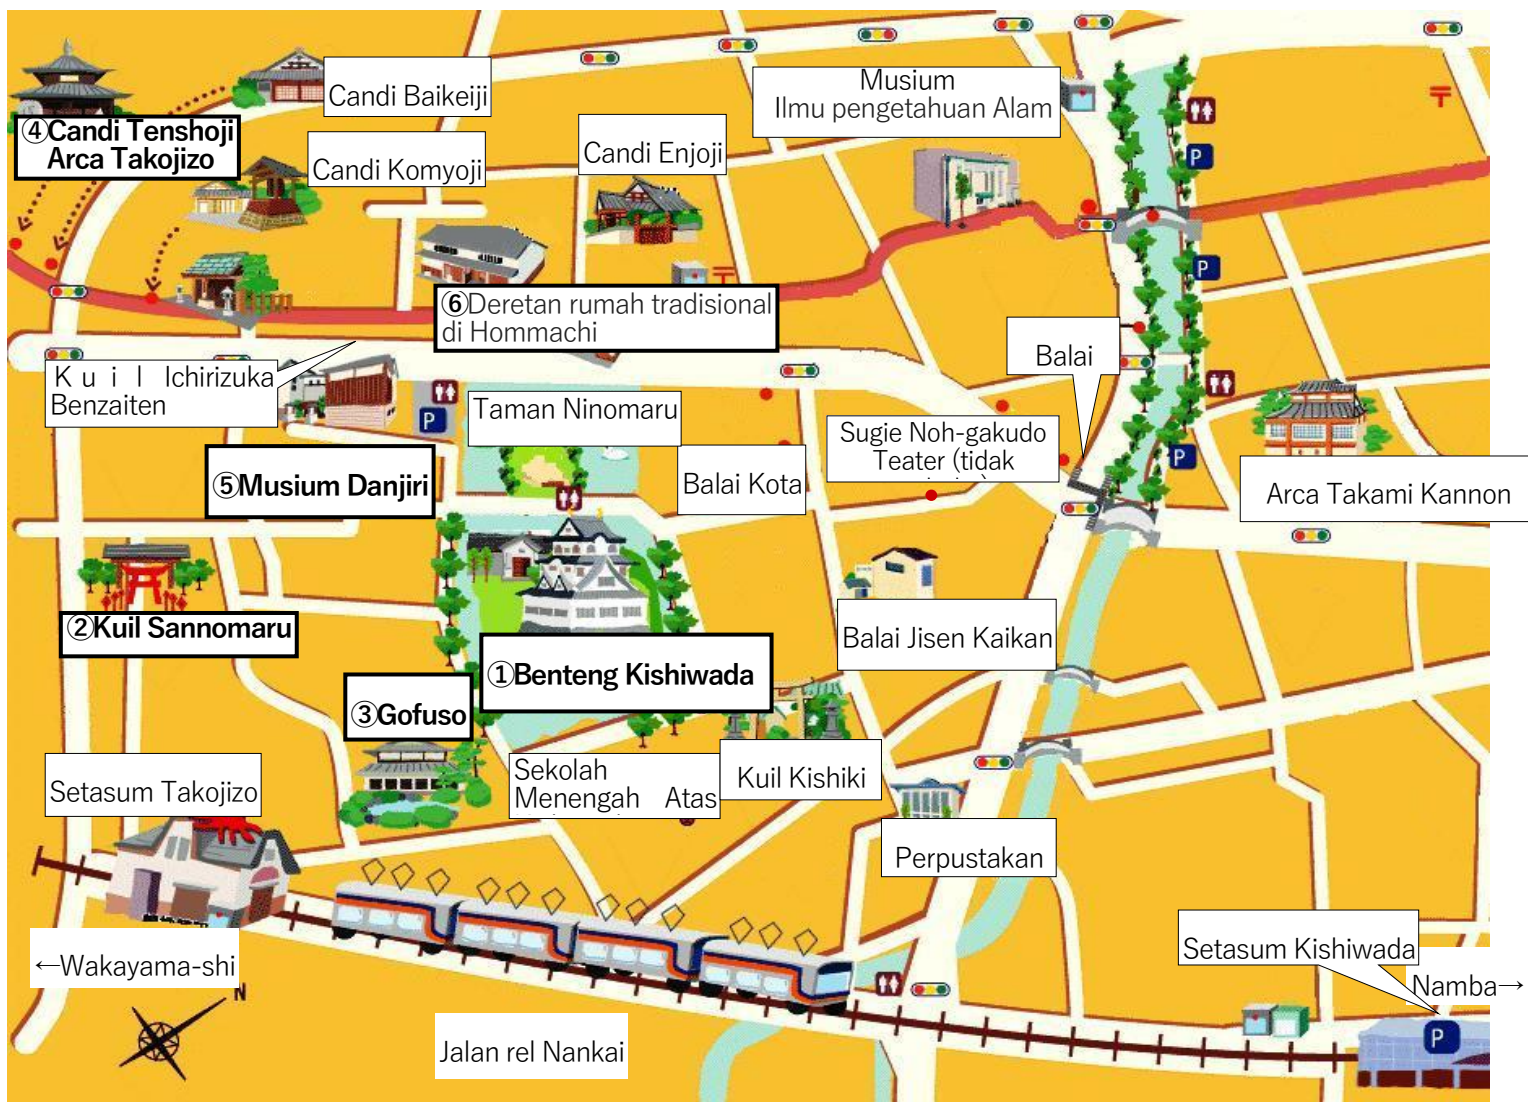 Candi Baikeiji
Musium
Ilmu pengetahuan Alam
④Candi Tenshoji
Arca Takojizo
Candi Komyoji
Candi Enjoji
P
P
⑥Deretan rumah tradisional
di Hommachi
Kuil Ichirizuka
Benzaiten
P
Taman Ninomaru
Balai
Sugie Noh-gakudo
Teater (tidak
P
⑤Musium Danjiri
Balai Kota
Arca Takami Kannon
②Kuil Sannomaru
①Benteng Kishiwada
Balai Jisen Kaikan
③Gofuso
Setasum Takojizo
Sekolah
Menengah Atas
Kuil Kishiki
Perpustakan
←Wakayama-shi
N
Setasum Kishiwada
Namba→
P
Jalan rel Nankai